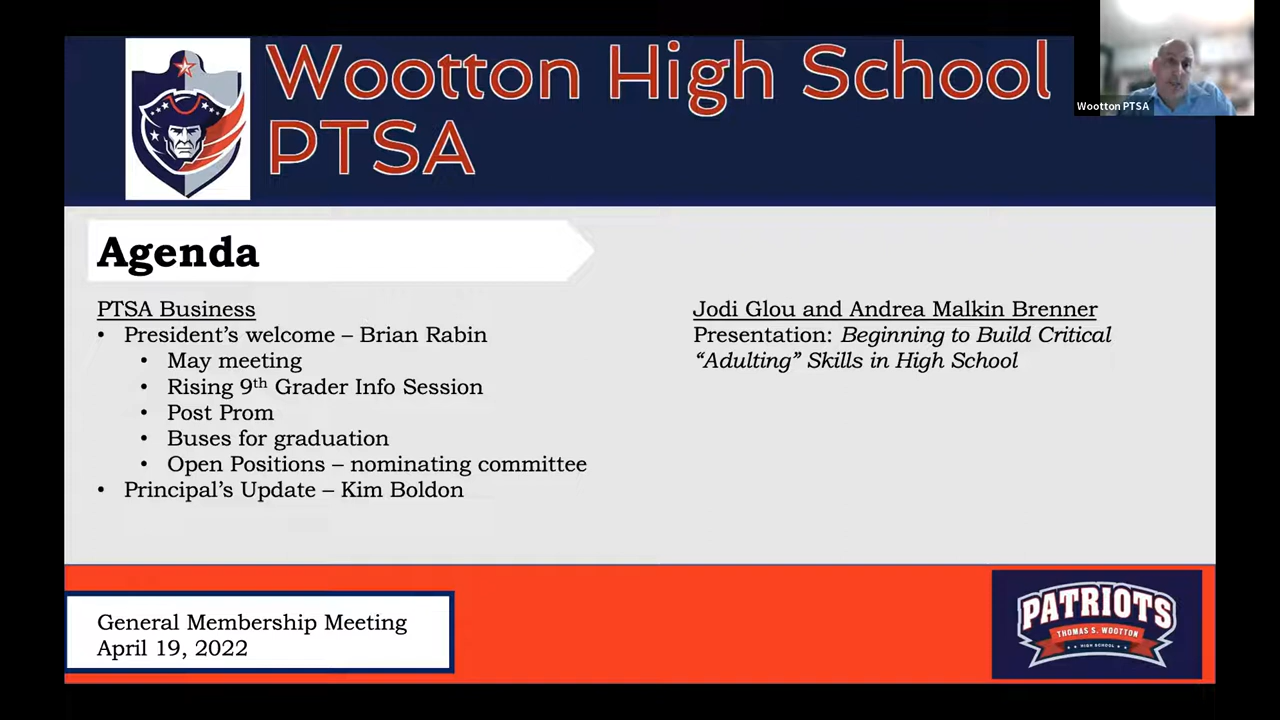 Wootton High School
PTSA
Wootton PTSA
Agenda
PTSA Business
• President's welcome – Brian Rabin
• May meeting
• Rising 9th Grader Info Session
• Post Prom
• Buses for graduation
• Open Positions – nominating committee
• Principal's Update – Kim Boldon
Jodi Glou and Andrea Malkin Brenner
Presentation: Beginning to Build Critical
“Adulting” Skills in High School
General Membership Meeting
April 19, 2022
PATRIOTS
THOMAS S. WOOTTON
HIGH SCHOOL